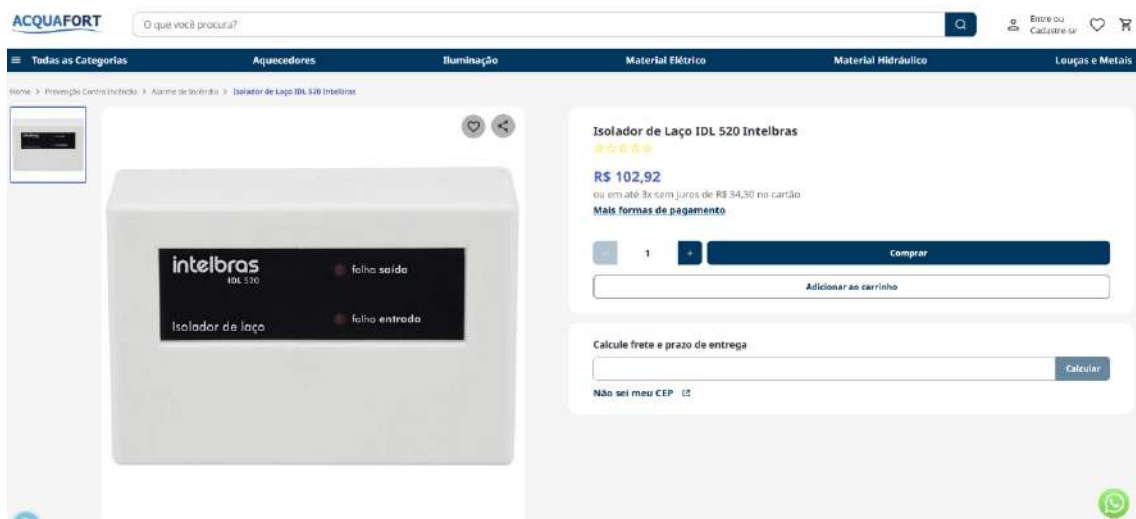 ACQUAFORT
O que você procura?
Entre ou
Cadastre-se
Todas as Categorias
Aquecedores
Iluminação
Material Elétrico
Material Hidráulico
Louças e Metais
Home > Prevenção Contra Incêndio > Alarme de Incêndio > Isolador de Laço IDL 520 Intelbras
intelbras
IDL 520
falha saída
falha entrada
Isolador de laço
Isolador de Laço IDL 520 Intelbras
R$ 102,92
ou em até 3x sem juros de R$ 34,30 no cartão
Mais formas de pagamento
- 1 +
Comprar
Adicionar ao carrinho
Calcule frete e prazo de entrega
Calcular
Não sei meu CEP